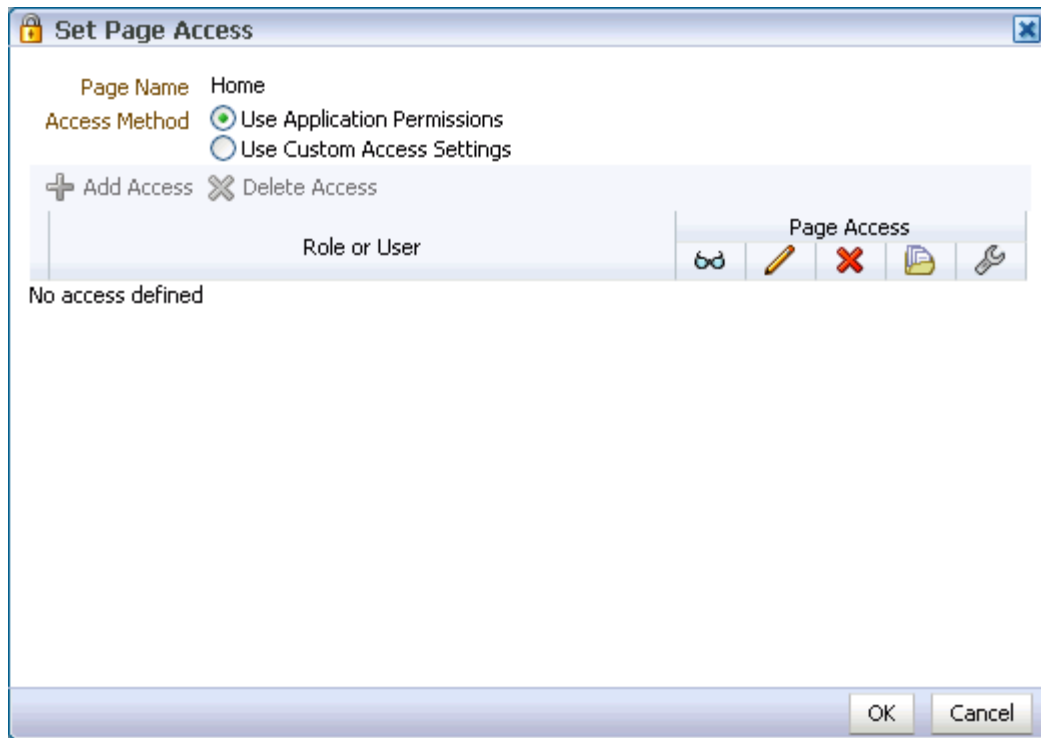 Set Page Access
Page Name Home
Access Method Use Application Permissions
Use Custom Access Settings
Add Access Delete Access
Role or User
Page Access
No access defined
OK Cancel